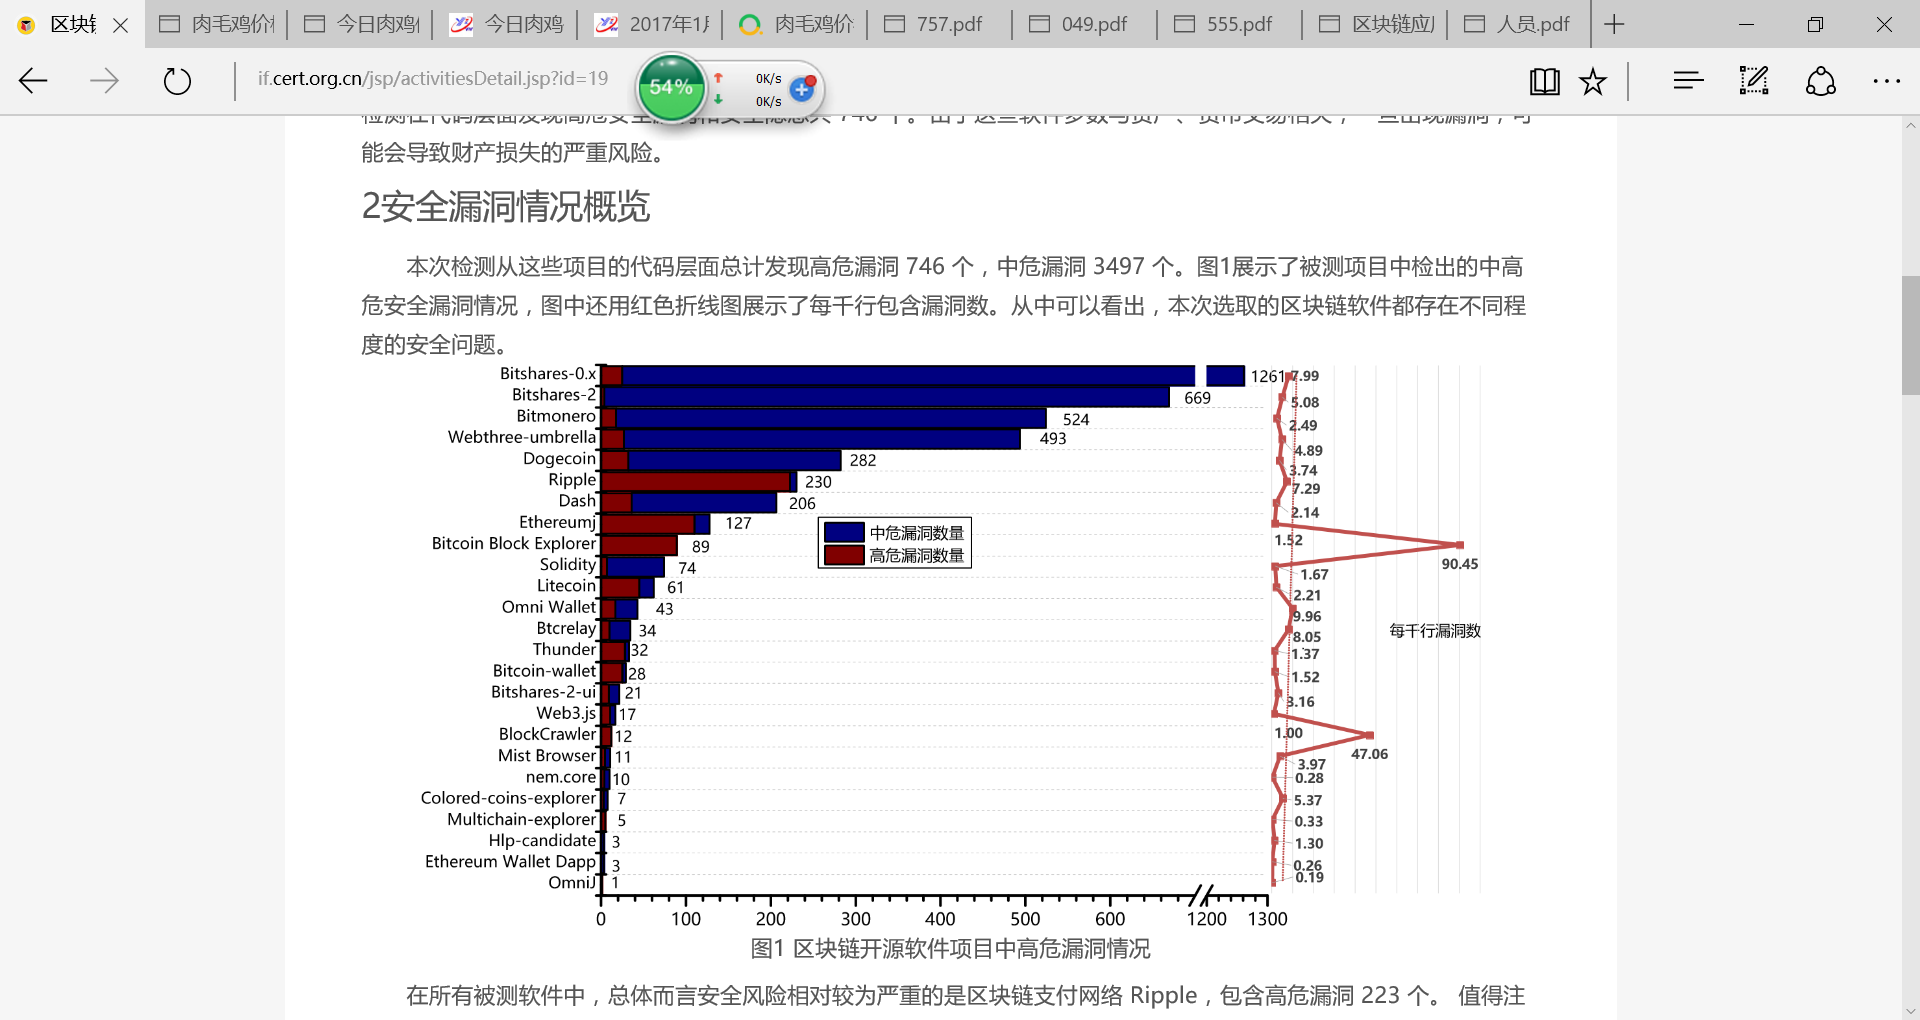 区块
肉毛鸡价
今日肉鸡
今日肉鸡
2017年1
肉毛鸡价
757.pdf
049.pdf
555.pdf
区块链应
人员.pdf
if.cert.org.cn/jsp/activitiesDetail.jsp?id=19
54%
0K/s
0K/s
能会导致财产损失的严重风险。
2安全漏洞情况概览
本次检测从这些项目的代码层面总计发现高危漏洞 746 个，中危漏洞 3497 个。图1展示了被测项目中检出的中高
危安全漏洞情况，图中还用红色折线图展示了每千行包含漏洞数。从中可以看出，本次选取的区块链软件都存在不同程
度的安全问题。
Bitshares-0.x 1261 7.99
Bitshares-2 669 5.08
Bitmonero 524 2.49
Webthree-umbrella 493 4.89
Dogecoin 282 3.74
Ripple 230 7.29
Dash 206 2.14
Ethereumj 127 1.52
Bitcoin Block Explorer 89 90.45
Solidity 74 1.67
Litecoin 61 2.21
Omni Wallet 43 9.96
Btcrelay 34 8.05
Thunder 32 1.37
Bitcoin-wallet 28 1.52
Bitshares-2-ui 21 3.16
Web3.js 17 1.00
BlockCrawler 12 47.06
Mist Browser 11 3.97
nem.core 10 0.28
Colored-coins-explorer 7 5.37
Multichain-explorer 5 0.33
Hlp-candidate 3 1.30
Ethereum Wallet Dapp 3 0.26
OmniJ 1 0.19
中危漏洞数量
高危漏洞数量
每千行漏洞数
0 100 200 300 400 500 600 1200 1300
图1 区块链开源软件项目中高危漏洞情况
在所有被测软件中，总体而言安全风险相对较为严重的是区块链支付网络 Ripple，包含高危漏洞 223 个。 值得注